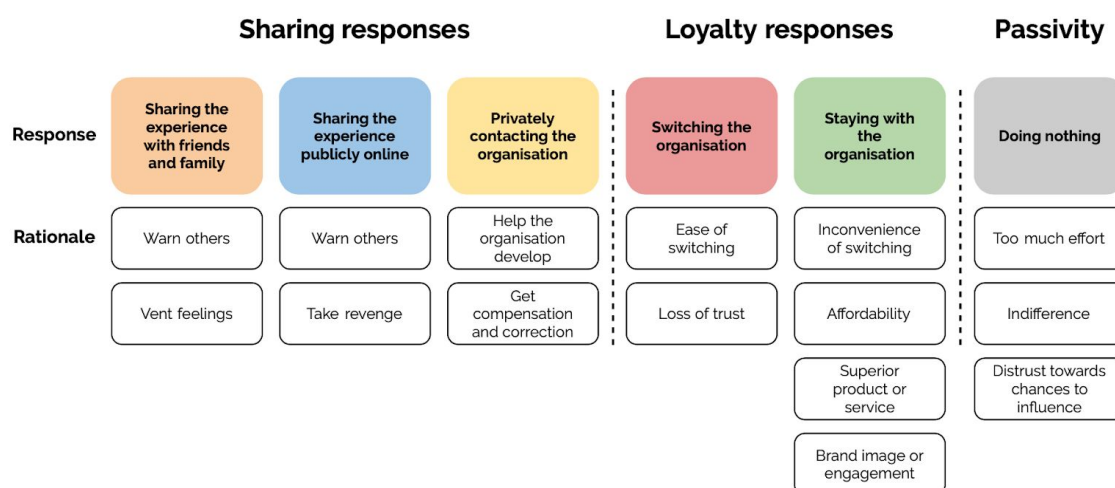 Sharing responses
Loyalty responses
Passivity
Response
Sharing the
experience
with friends
and family
Sharing the
experience
publicly online
Privately
contacting the
organisation
Switching the
organisation
Staying with
the
organisation
Doing nothing
Rationale
Warn others
Warn others
Help the
organisation
develop
Ease of
switching
Inconvenience
of switching
Too much effort
Vent feelings
Take revenge
Get
compensation
and correction
Loss of trust
Affordability
Indifference
Superior
product or
service
Distrust towards
chances to
influence
Brand image or
engagement